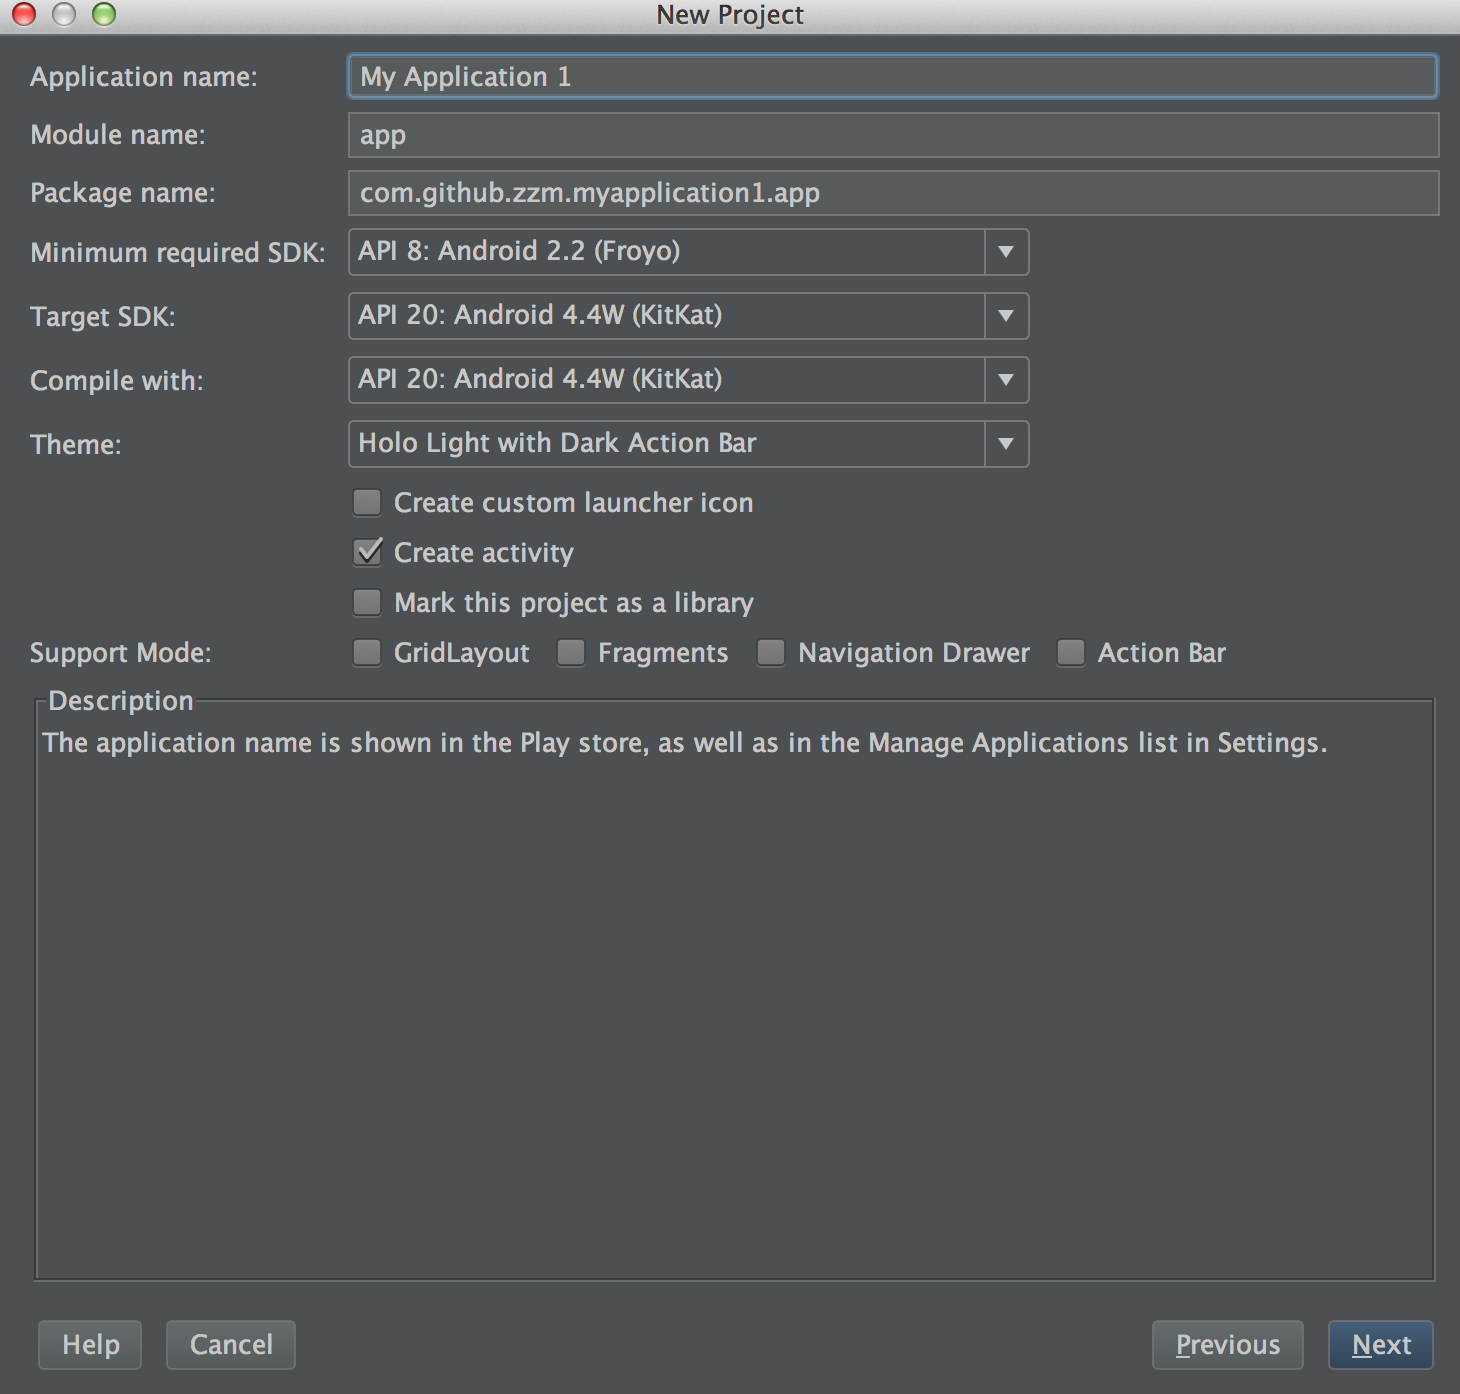 New Project
Application name: My Application 1
Module name: app
Package name: com.github.zzm.myapplication1.app
Minimum required SDK: API 8: Android 2.2 (Froyo)
Target SDK: API 20: Android 4.4W (KitKat)
Compile with: API 20: Android 4.4W (KitKat)
Theme: Holo Light with Dark Action Bar
Create custom launcher icon
Create activity
Mark this project as a library
Support Mode: GridLayout Fragments Navigation Drawer Action Bar
Description
The application name is shown in the Play store, as well as in the Manage Applications list in Settings.
Help Cancel Previous Next